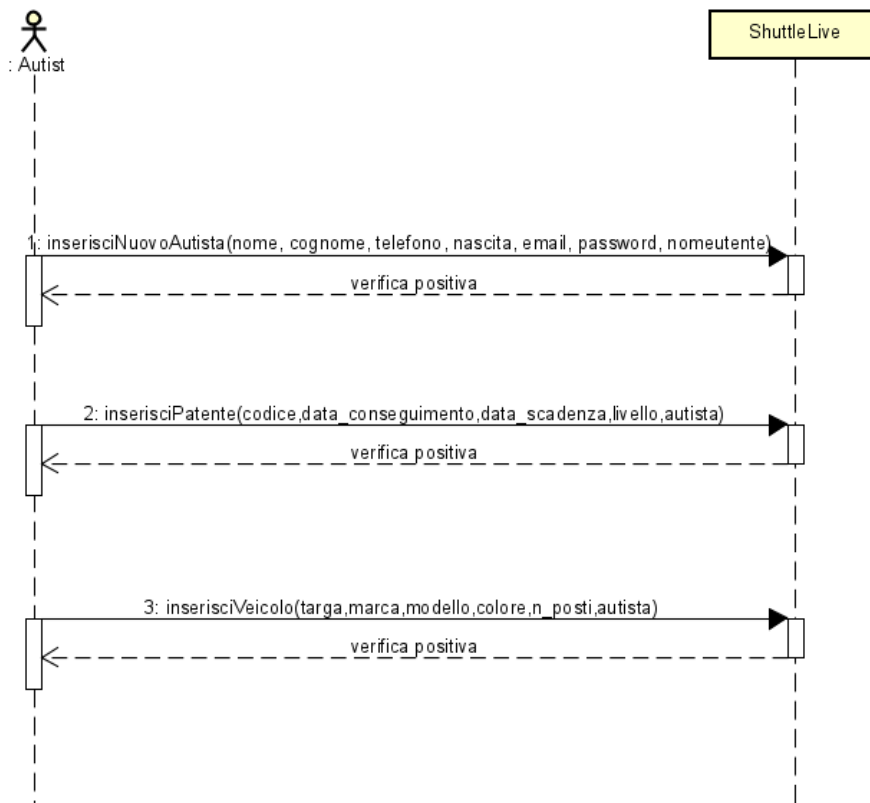 : Autist
ShuttleLive
1: inserisciNuovoAutista(nome, cognome, telefono, nascita, email, password, nomeutente)
verifica positiva
2: inserisciPatente(codice,data_conseguimento,data_scadenza,livello,autista)
verifica positiva
3: inserisciVeicolo(targa,marca,modello,colore,n_posti,autista)
verifica positiva